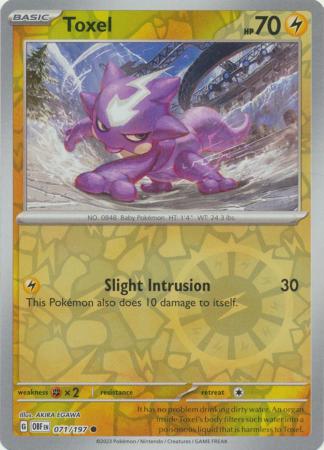 BASIC
Toxel
HP 70
NO. 0848 Baby Pokémon. HT: 1'4" WT: 24.3 lbs.
Slight Intrusion 30
This Pokémon also does 10 damage to itself.
weakness ×2 resistance retreat
Illus. AKIRA EGAWA
G OBF EN 071/197
It has no problem drinking dirty water. An organ
inside Toxel's body filters such water into a
poisonous liquid that is harmless to Toxel.
©2023 Pokémon / Nintendo / Creatures / GAME FREAK